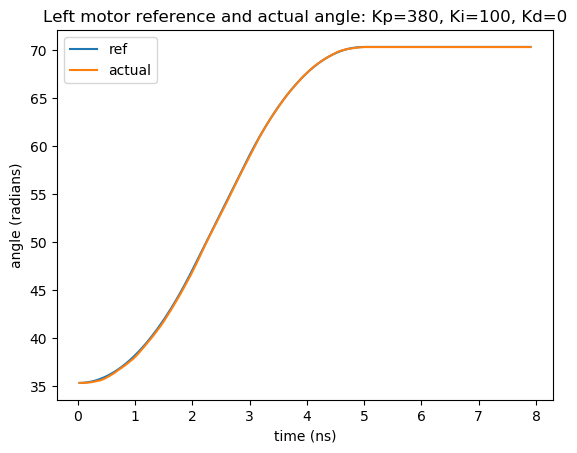 Left motor reference and actual angle: Kp=380, Ki=100, Kd=0
ref
actual
70
65
60
55
50
45
40
35
angle (radians)
0 1 2 3 4 5 6 7 8
time (ns)